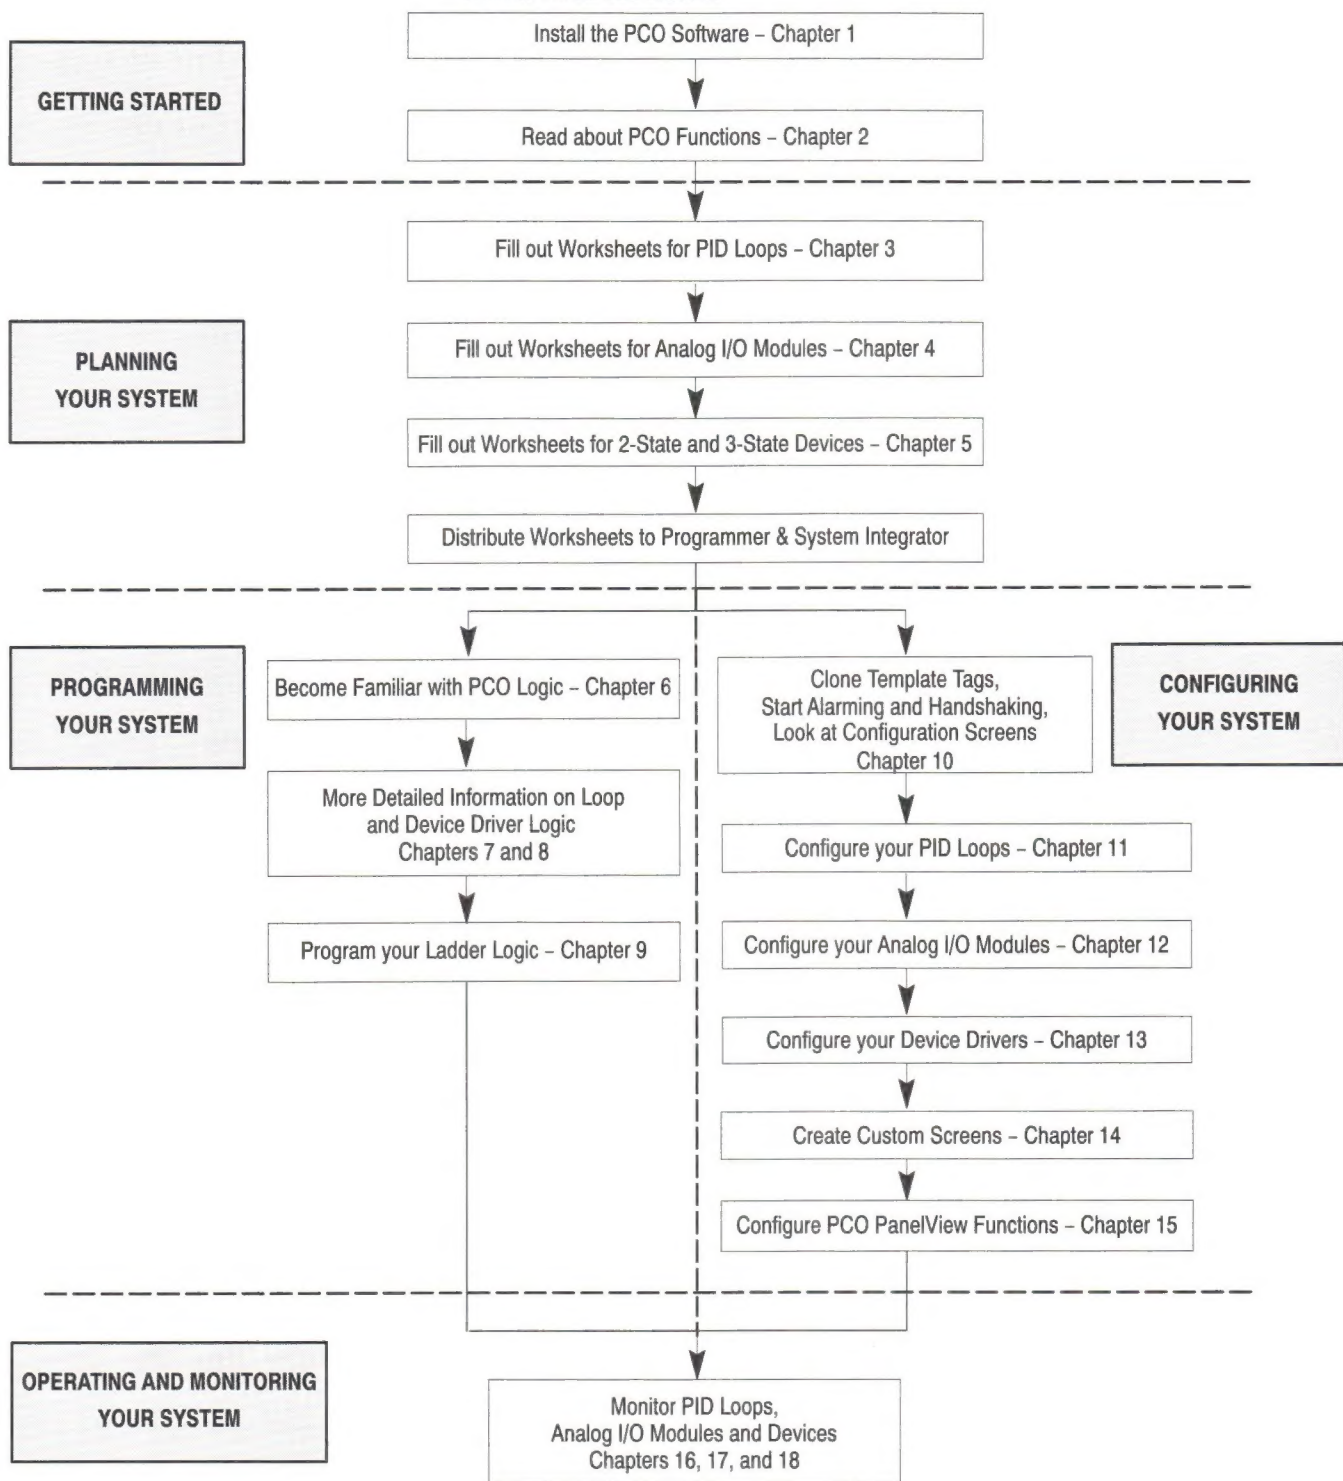 Install the PCO Software – Chapter 1
GETTING STARTED
Read about PCO Functions – Chapter 2
Fill out Worksheets for PID Loops – Chapter 3
PLANNING
YOUR SYSTEM
Fill out Worksheets for Analog I/O Modules – Chapter 4
Fill out Worksheets for 2-State and 3-State Devices – Chapter 5
Distribute Worksheets to Programmer & System Integrator
PROGRAMMING
YOUR SYSTEM
Become Familiar with PCO Logic – Chapter 6
More Detailed Information on Loop
and Device Driver Logic
Chapters 7 and 8
Program your Ladder Logic – Chapter 9
Clone Template Tags,
Start Alarming and Handshaking,
Look at Configuration Screens
Chapter 10
CONFIGURING
YOUR SYSTEM
Configure your PID Loops – Chapter 11
Configure your Analog I/O Modules – Chapter 12
Configure your Device Drivers – Chapter 13
Create Custom Screens – Chapter 14
Configure PCO PanelView Functions – Chapter 15
OPERATING AND MONITORING
YOUR SYSTEM
Monitor PID Loops,
Analog I/O Modules and Devices
Chapters 16, 17, and 18